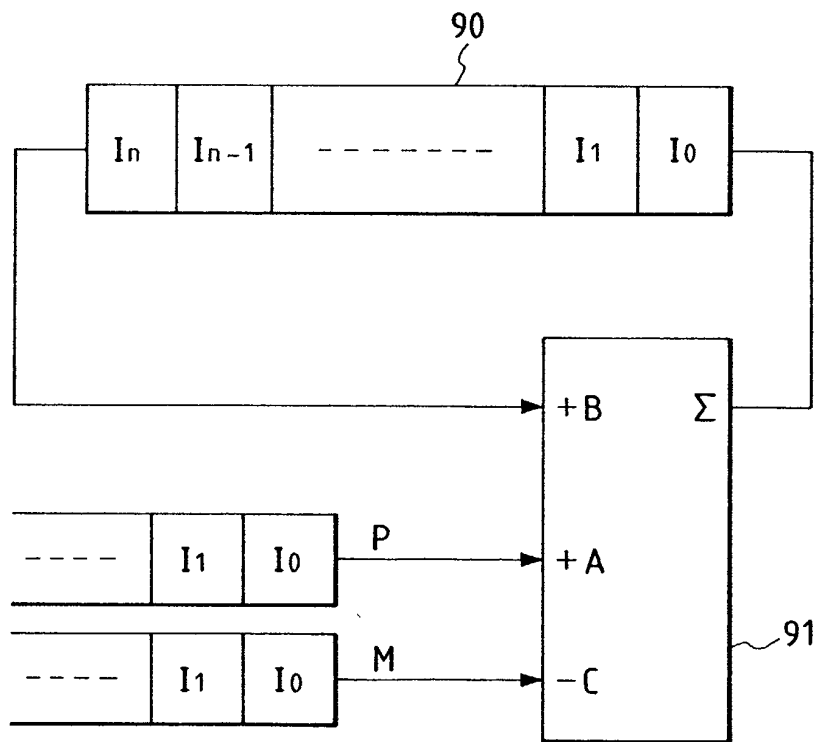 90
In In-1 -------- I1 I0
+B Σ
---- I1 I0 P +A
91
---- I1 I0 M -C